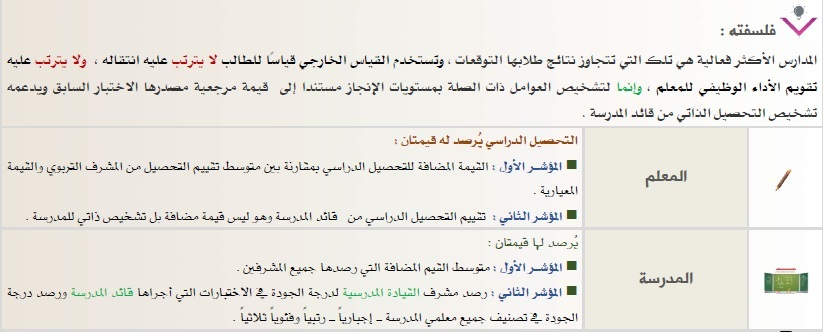 فلسفته :
المدارس الأكثر فعالية هي تلك التي تتجاوز نتائج طلابها التوقعات ، وتستخدم القياس الخارجي قياسًا للطالب لا يترتب عليه انتقاله ، ولا يترتب عليه
تقويم الأداء الوظيفي للمعلم ، وإنما لتشخيص العوامل ذات الصلة بمستويات الإنجاز مستندا إلى قيمة مرجعية مصدرها الاختبار السابق ويدعمه
تشخيص التحصيل الذاتي من قائد المدرسة .
المعلم
التحصيل الدراسي يُرصد له قيمتان :
المؤشر الأول : القيمة المضافة للتحصيل الدراسي بمقارنة بين متوسط تقييم التحصيل من المشرف التربوي والقيمة
المعيارية .
المؤشر الثاني : تقييم التحصيل الدراسي من قائد المدرسة وهو ليس قيمة مضافة بل تشخيص ذاتي للمدرسة .
المدرسة
يُرصد لها قيمتان :
المؤشر الأول : متوسط القيم المضافة التي رصدها جميع المشرفين .
المؤشر الثاني : رصد مشرف القيادة المدرسية لدرجة الجودة في الاختبارات التي أجراها قائد المدرسة ورصد درجة
الجودة في تصنيف جميع معلمي المدرسة ـ إجبارياً ـ رتبياً وفئوياً ثلاثياً .